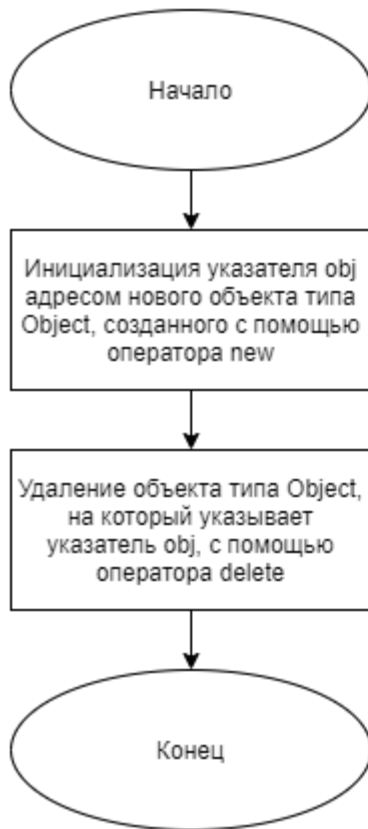 Начало
Инициализация указателя obj
адресом нового объекта типа
Object, созданного с помощью
оператора new
Удаление объекта типа Object,
на который указывает
указатель obj, с помощью
оператора delete
Конец